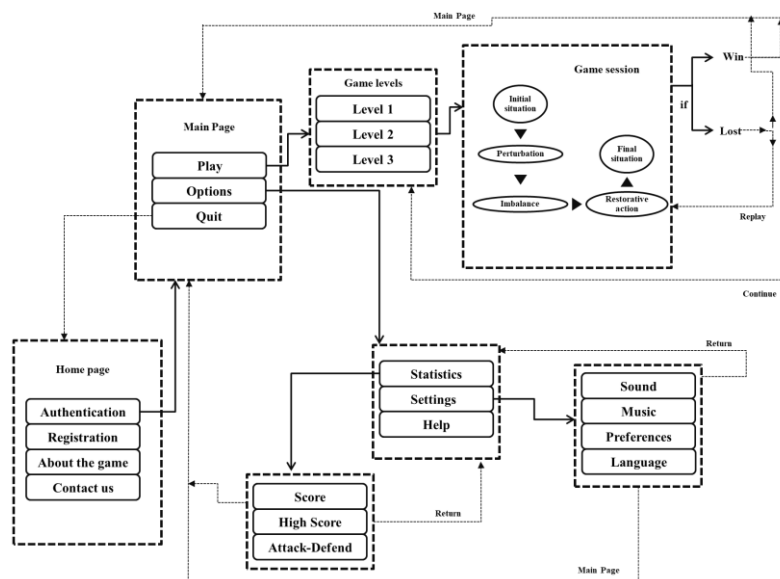 Main Page
Game levels
Level 1
Level 2
Level 3
Game session
Initial
situation
Perturbation
Imbalance
Restorative
action
Final
situation
if
Win
Lost
Replay
Continue
Main Page
Play
Options
Quit
Home page
Authentication
Registration
About the game
Contact us
Statistics
Settings
Help
Return
Sound
Music
Preferences
Language
Score
High Score
Attack-Defend
Return
Main Page